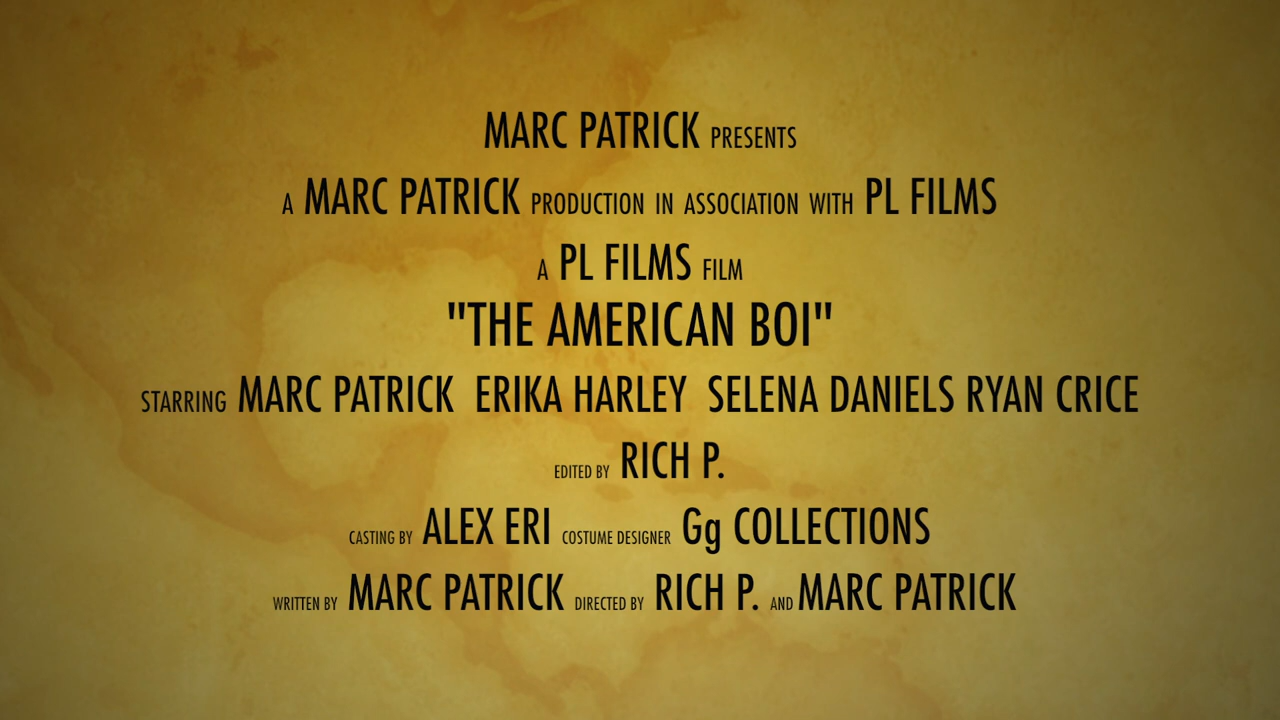 MARC PATRICK PRESENTS
A MARC PATRICK PRODUCTION IN ASSOCIATION WITH PL FILMS
A PL FILMS FILM
"THE AMERICAN BOI"
STARRING MARC PATRICK ERIKA HARLEY SELENA DANIELS RYAN CRICE
EDITED BY RICH P.
CASTING BY ALEX ERI COSTUME DESIGNER Gg COLLECTIONS
WRITTEN BY MARC PATRICK DIRECTED BY RICH P. AND MARC PATRICK